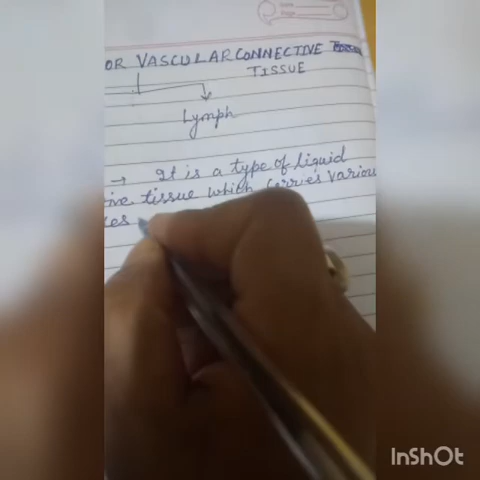 OR VASCULAR CONNECTIVE
TISSUE
Lymph
→ It is a type of liquid
tissue which carries various
InShOt